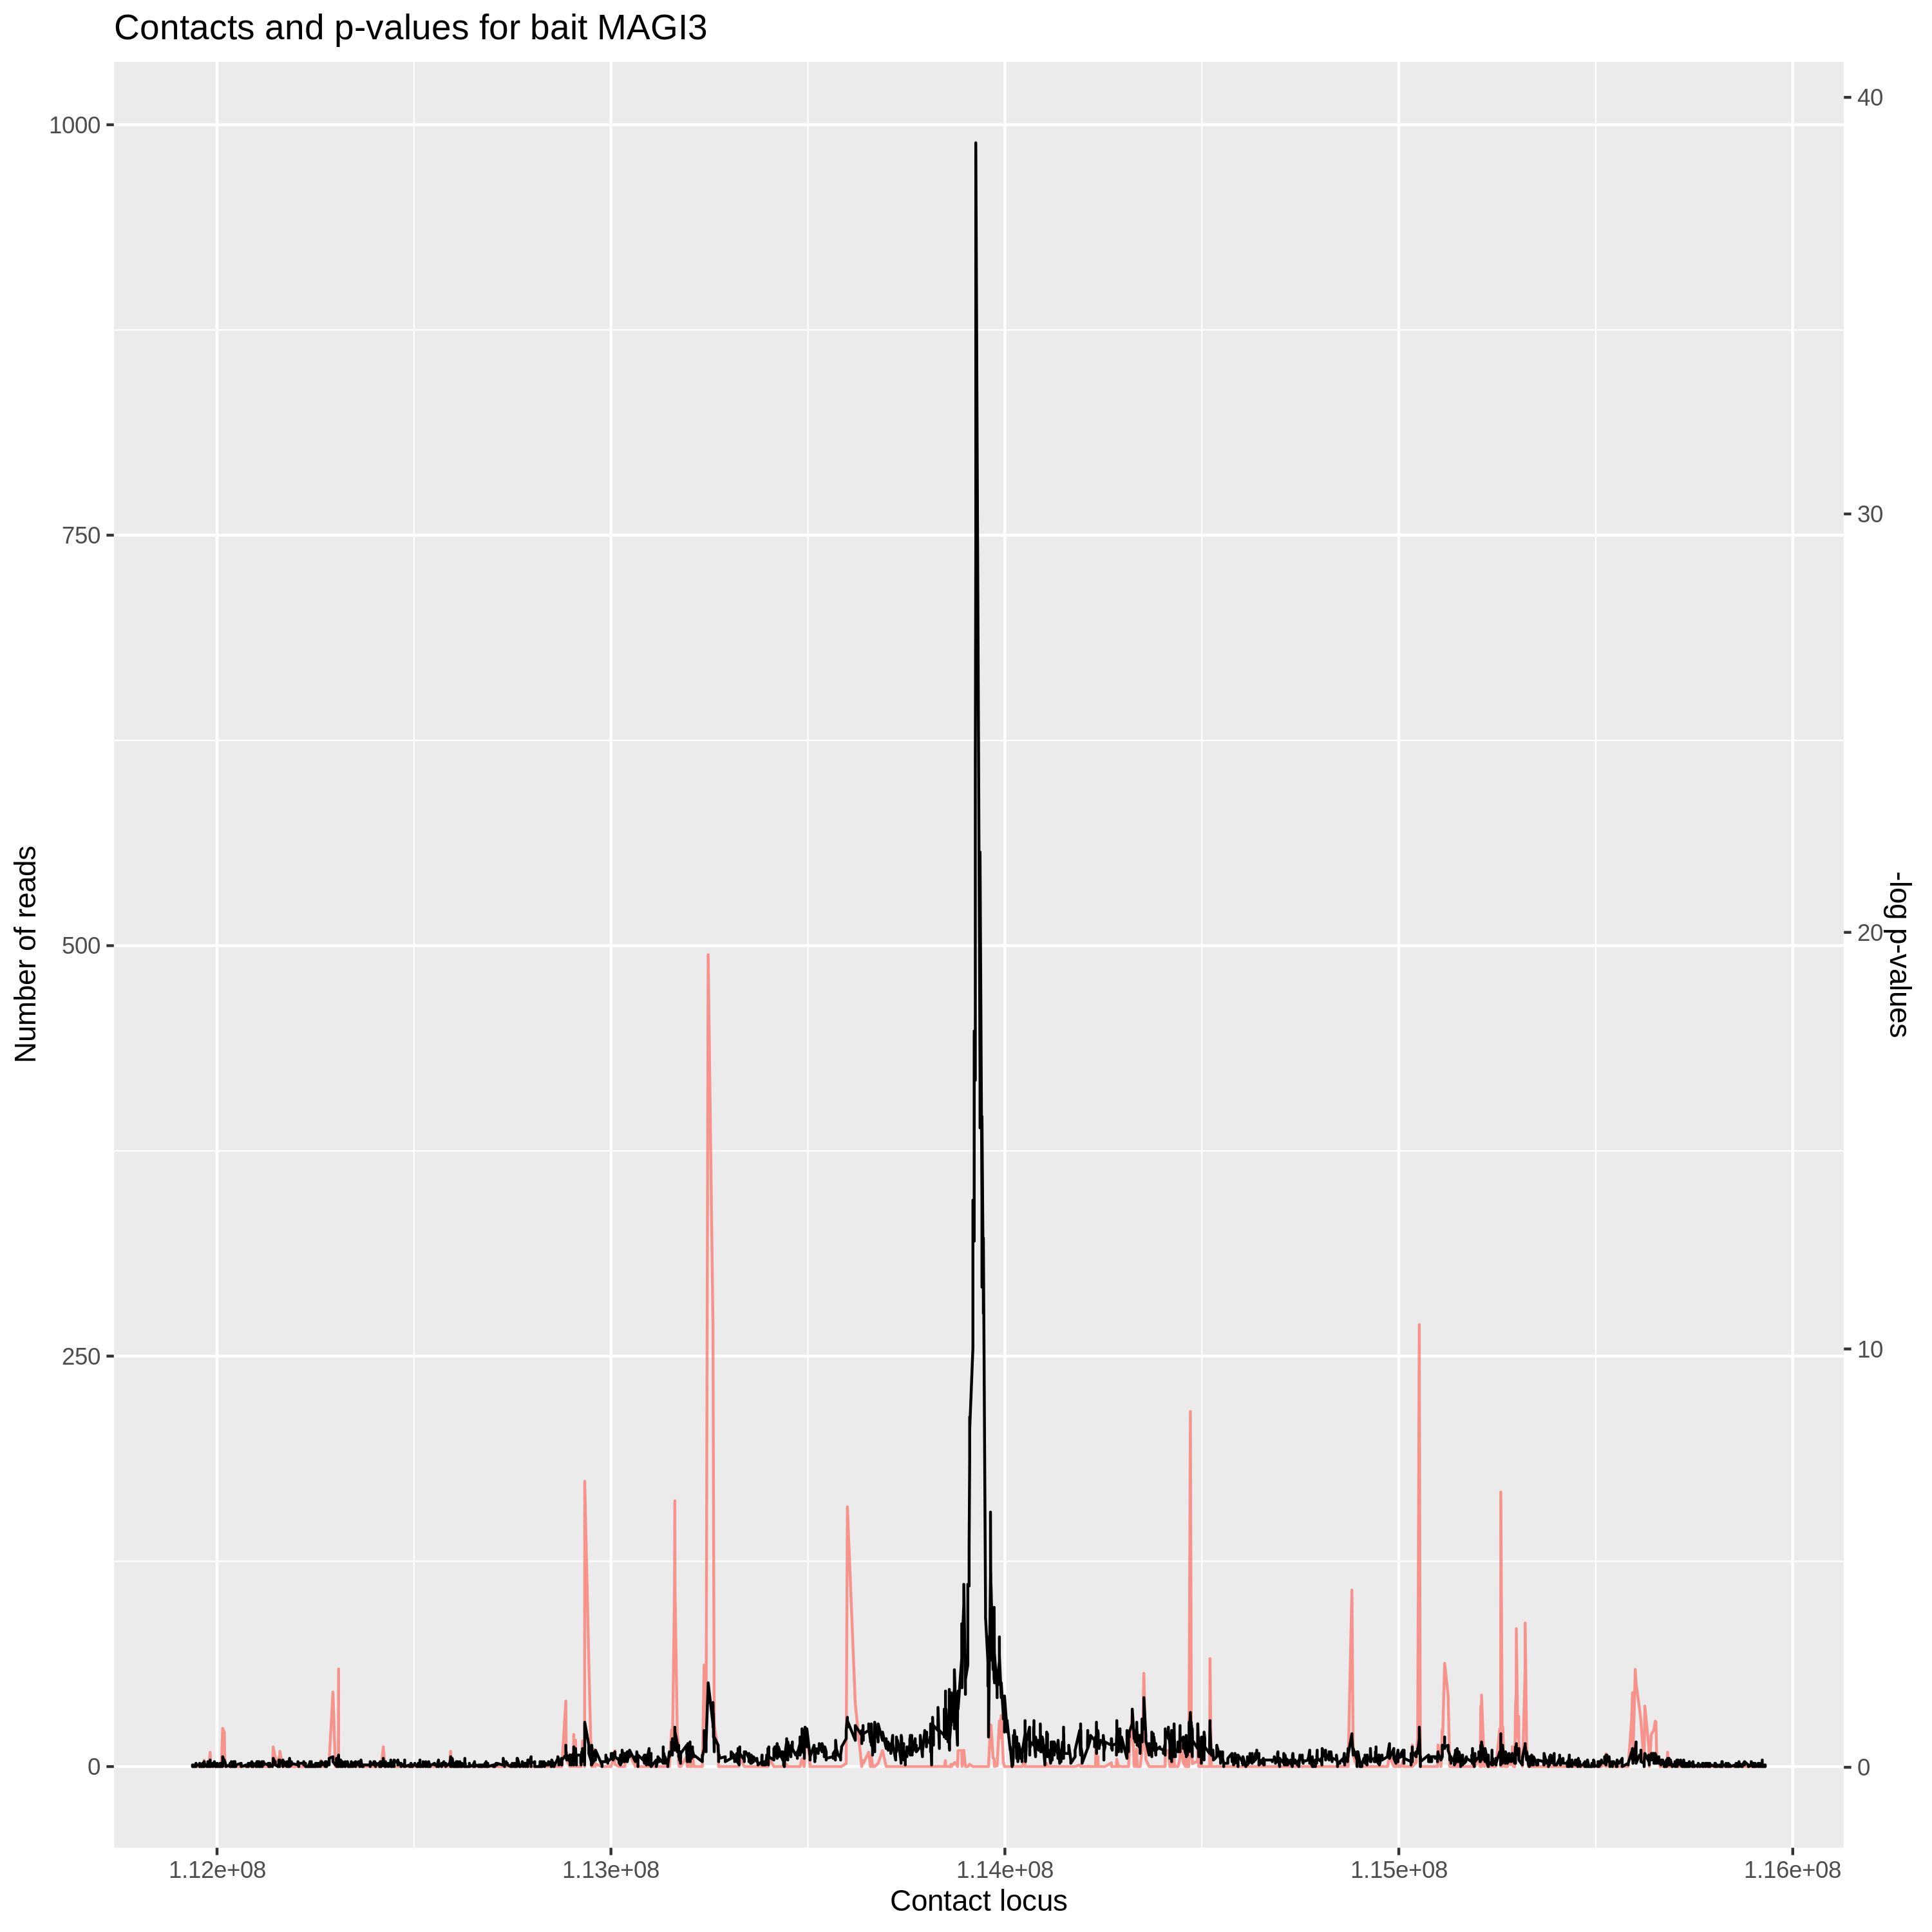 Contacts and p-values for bait MAGI3
1000
750
500
250
0
Number of reads
40
30
20
10
0
-log p-values
1.12e+08
1.13e+08
1.14e+08
1.15e+08
1.16e+08
Contact locus